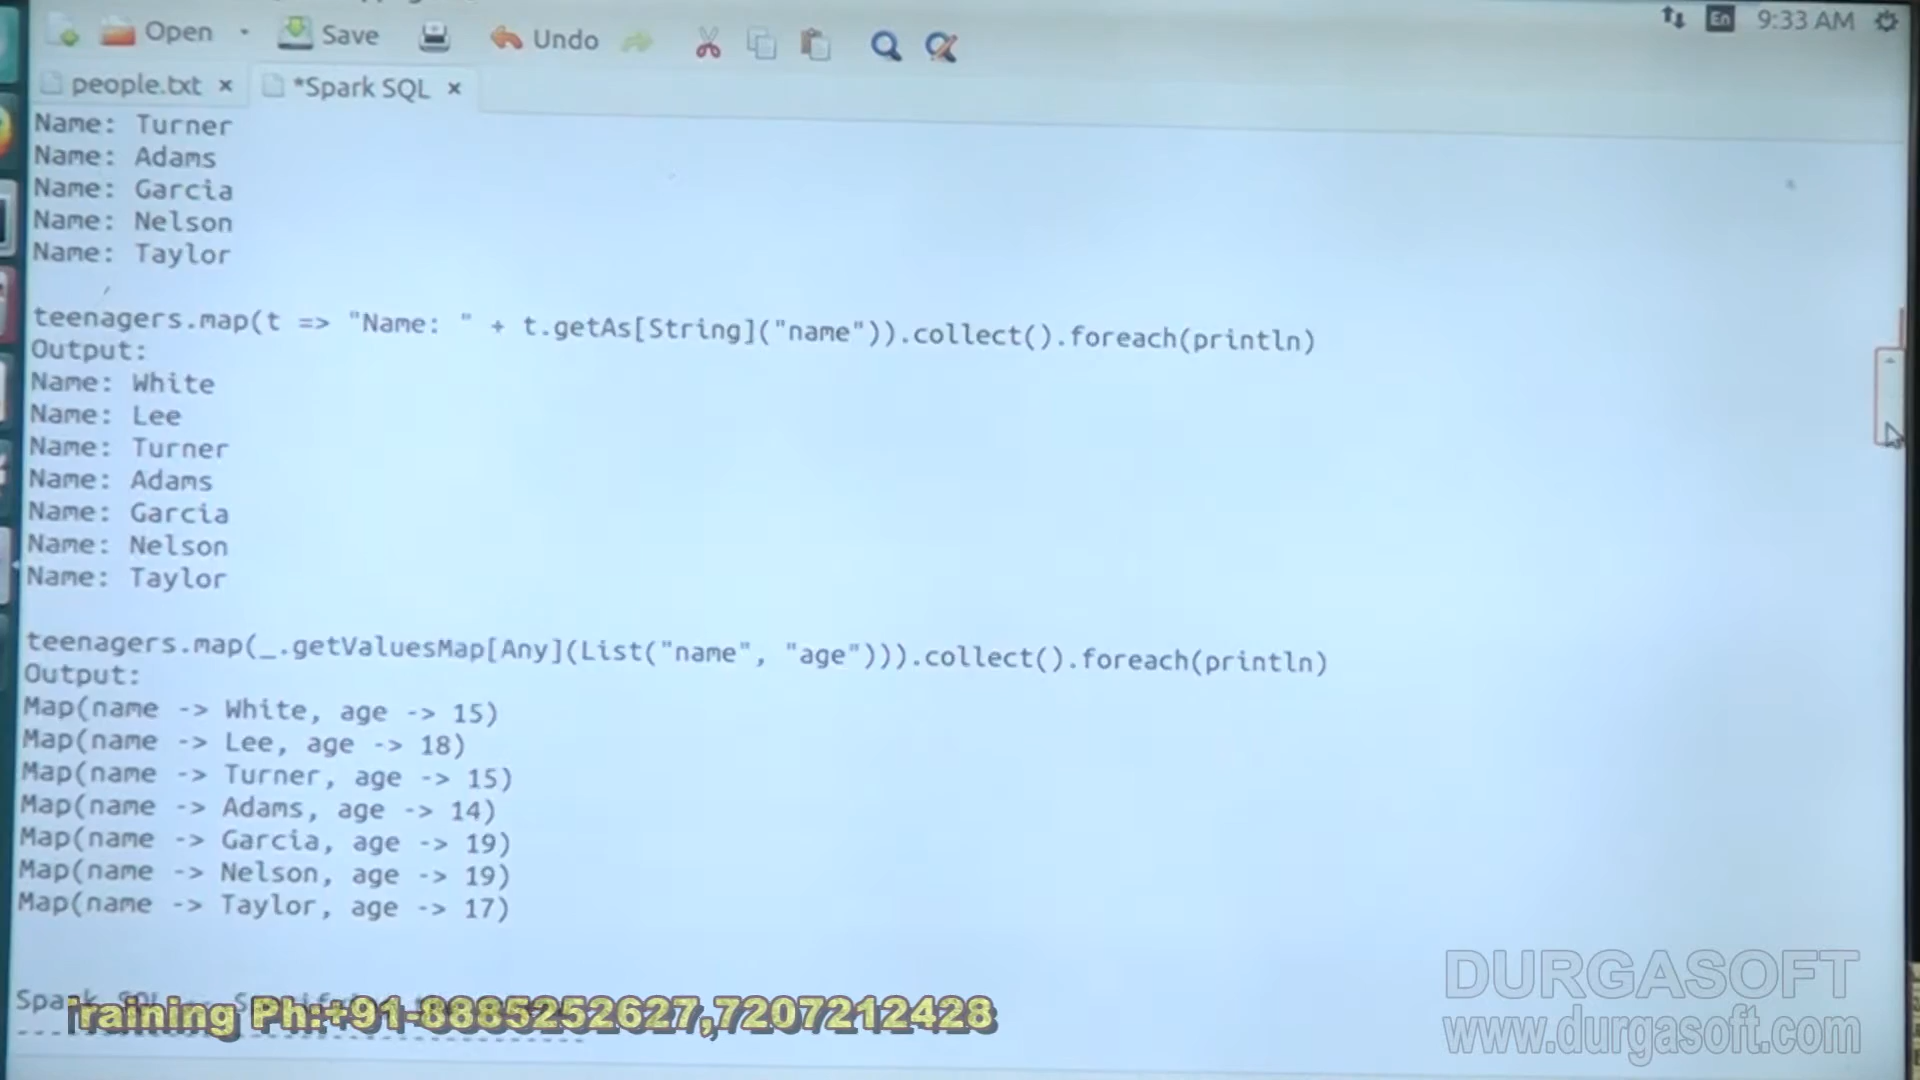 Open Save Undo 9:33 AM
En
people.txt x *Spark SQL x
Name: Turner
Name: Adams
Name: Garcia
Name: Nelson
Name: Taylor
teenagers.map(t => "Name: " + t.getAs[String]("name")).collect().foreach(println)
Output:
Name: White
Name: Lee
Name: Turner
Name: Adams
Name: Garcia
Name: Nelson
Name: Taylor
teenagers.map(_.getValuesMap[Any](List("name", "age"))).collect().foreach(println)
Output:
Map(name -> White, age -> 15)
Map(name -> Lee, age -> 18)
Map(name -> Turner, age -> 15)
Map(name -> Adams, age -> 14)
Map(name -> Garcia, age -> 19)
Map(name -> Nelson, age -> 19)
Map(name -> Taylor, age -> 17)
Spark SQL
raining Ph:+91-8885252627,7207212428
DURGASOFT
www.durgasoft.com